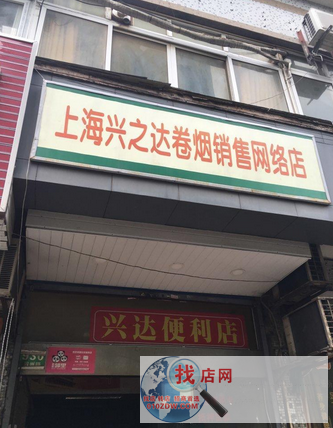 上海兴之达卷烟销售网络店
兴达便利店
找
店网